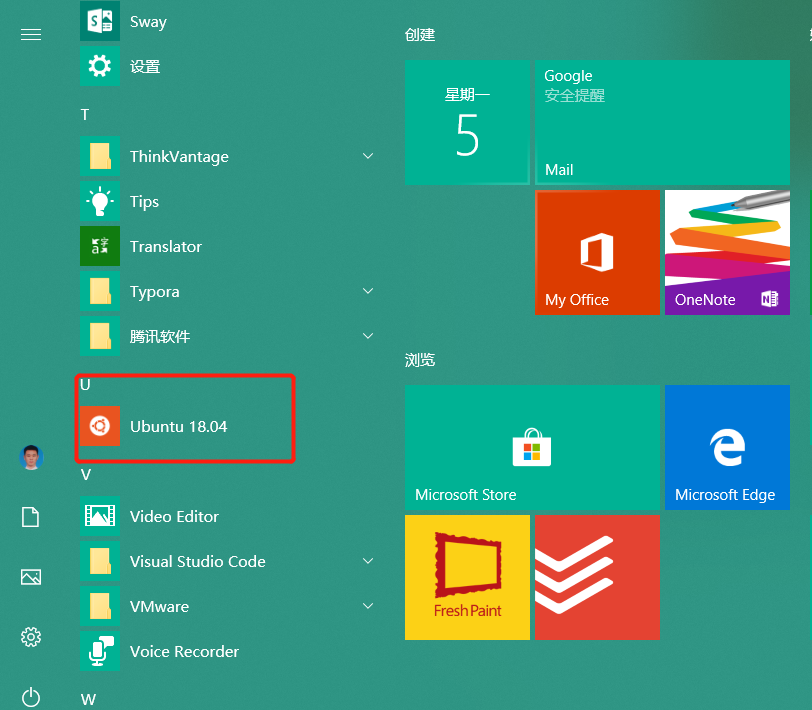 Sway
设置
T
ThinkVantage
Tips
Translator
Typora
腾讯软件
U
Ubuntu 18.04
V
Video Editor
Visual Studio Code
VMware
Voice Recorder
W
创建
星期一
5
Google
安全提醒
Mail
My Office
OneNote
浏览
Microsoft Store
Microsoft Edge
Fresh Paint